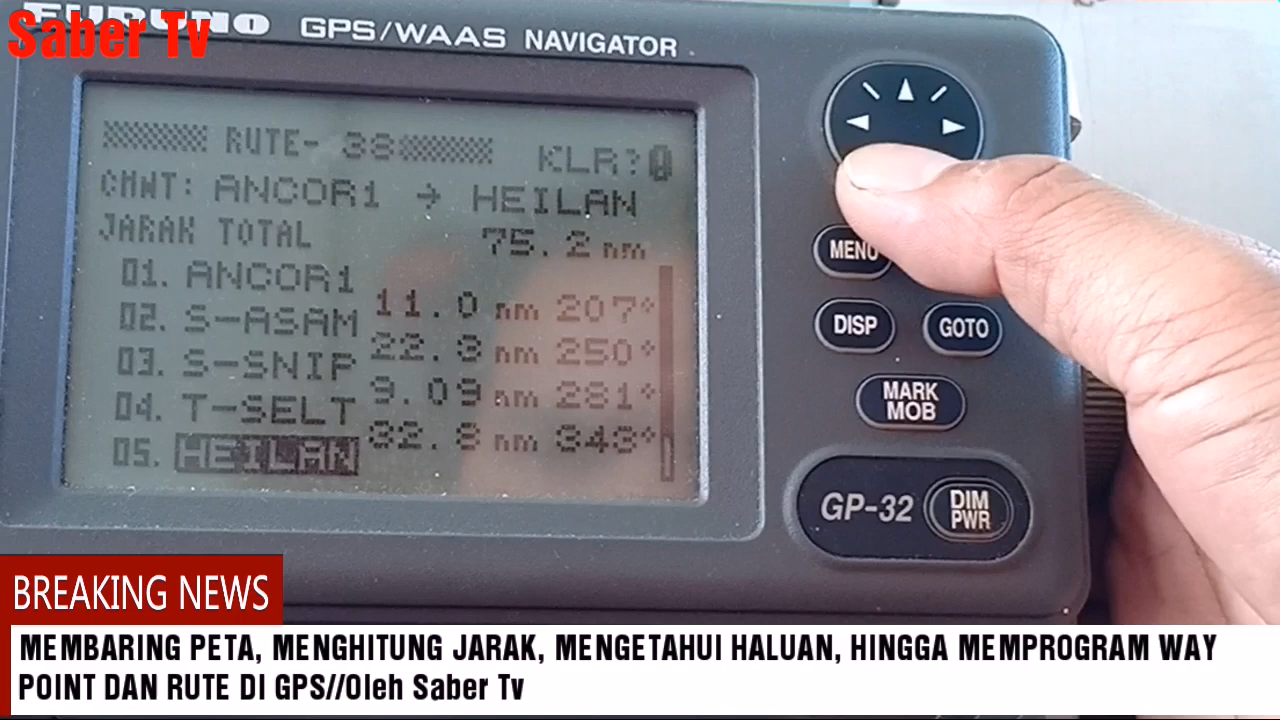 FURUNO GPS/WAAS NAVIGATOR
Saber Tv
RUTE- 38 KLR?
CMWT: ANCOR1 → HEILAN
JARAK TOTAL 75.2 nm
01. ANCOR1
11.0 nm 207°
02. S-ASAM
22.3 nm 250°
03. S-SNIP
9.09 nm 281°
04. T-SELT
32.8 nm 343°
05. HEILAN
MENU
DISP
GOTO
MARK
MOB
GP-32
DIM
PWR
BREAKING NEWS
MEMBARING PETA, MENGHITUNG JARAK, MENGETAHUI HALUAN, HINGGA MEMPROGRAM WAY
POINT DAN RUTE DI GPS//Oleh Saber Tv